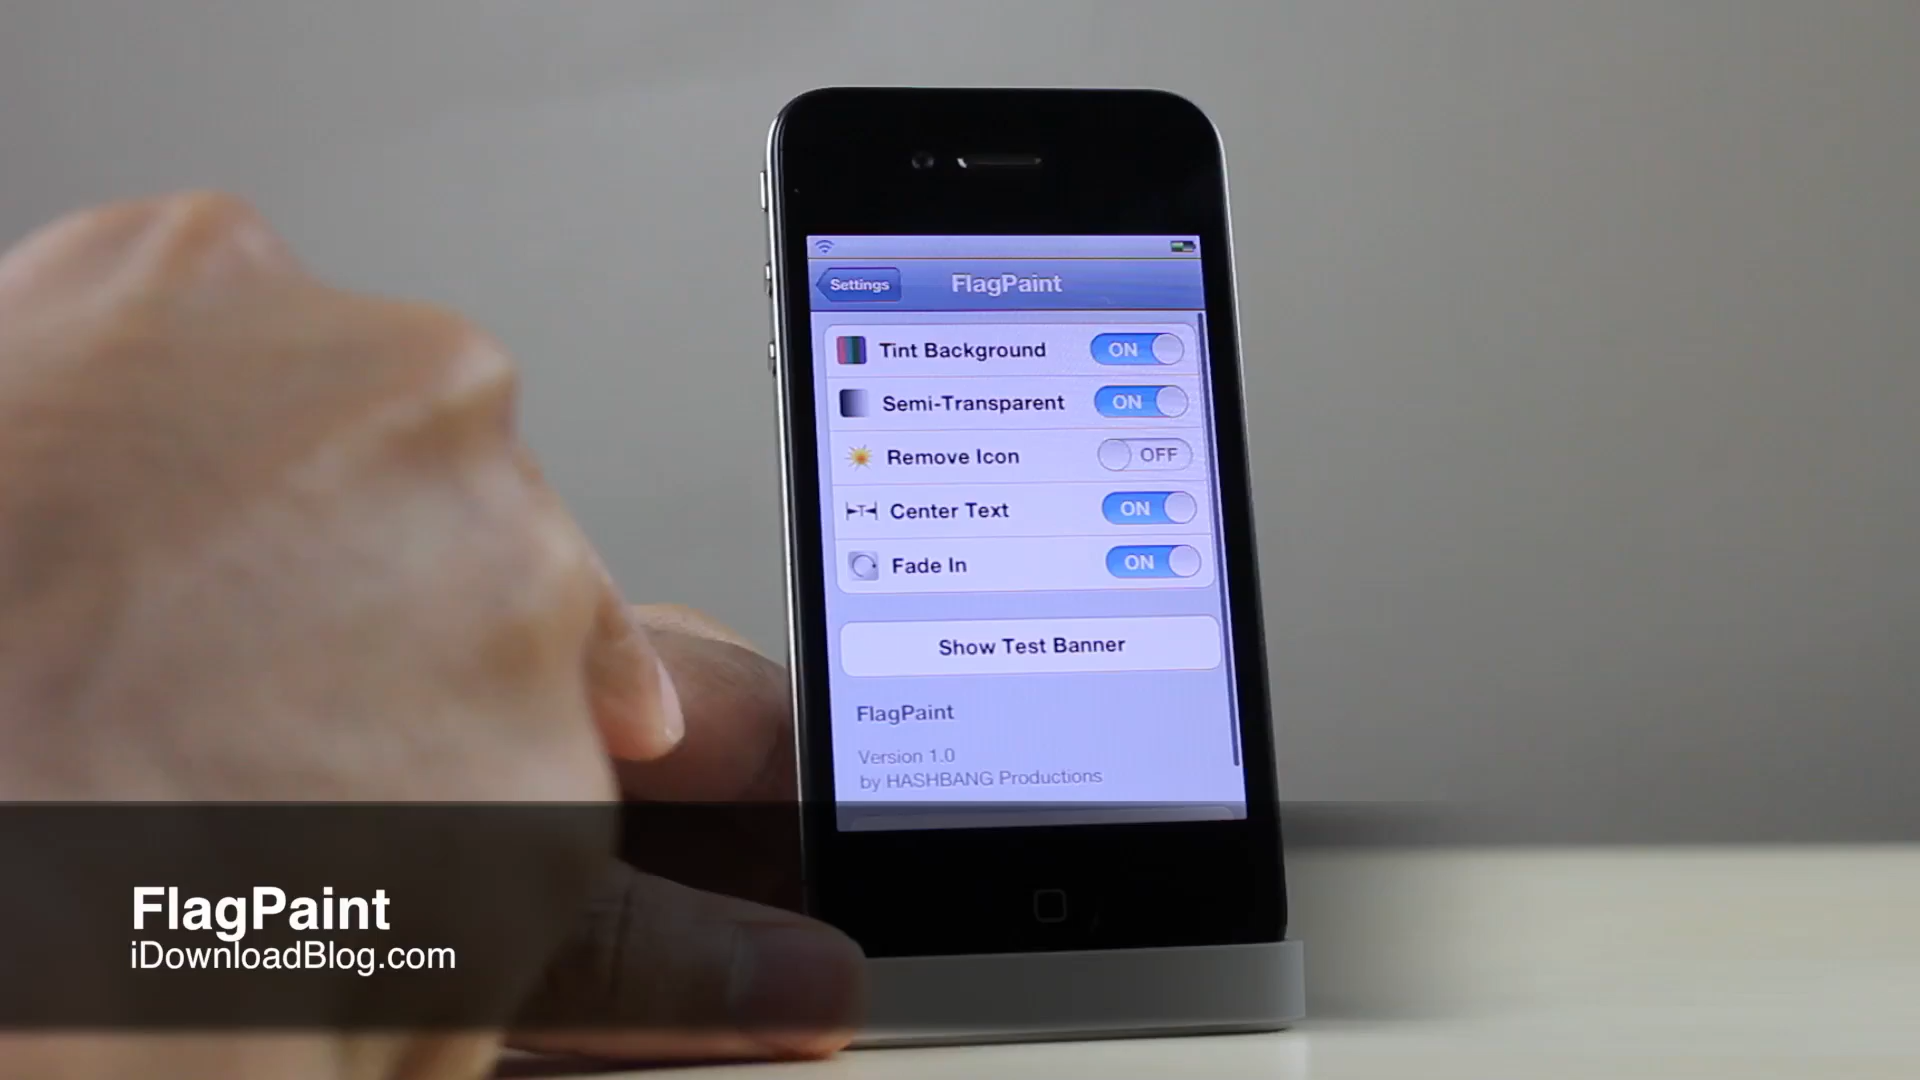 Settings
FlagPaint
Tint Background ON
Semi-Transparent ON
Remove Icon OFF
T Center Text ON
Fade In ON
Show Test Banner
FlagPaint
Version 1.0
by HASHBANG Productions
FlagPaint
iDownloadBlog.com